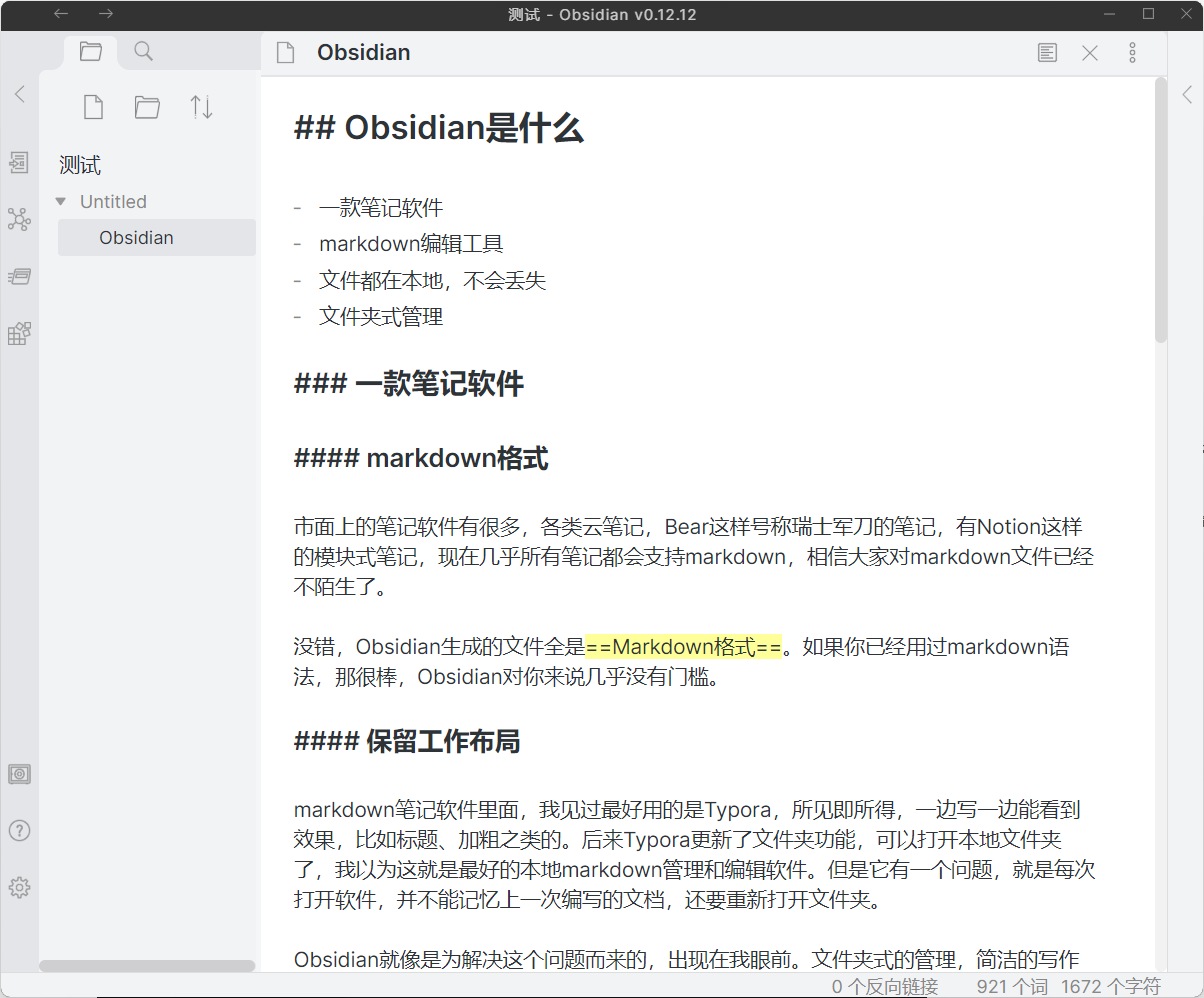 测试 - Obsidian v0.12.12
Obsidian
测试
Untitled
Obsidian
## Obsidian是什么
- 一款笔记软件
- markdown编辑工具
- 文件都在本地，不会丢失
- 文件夹式管理
### 一款笔记软件
#### markdown格式
市面上的笔记软件有很多，各类云笔记，Bear这样号称瑞士军刀的笔记，有Notion这样
的模块式笔记，现在几乎所有笔记都会支持markdown，相信大家对markdown文件已经
不陌生了。
没错，Obsidian生成的文件全是==Markdown格式==。如果你已经用过markdown语
法，那很棒，Obsidian对你来说几乎没有门槛。
#### 保留工作布局
markdown笔记软件里面，我见过最好用的是Typora，所见即所得，一边写一边能看到
效果，比如标题、加粗之类的。后来Typora更新了文件夹功能，可以打开本地文件夹
了，我以为这就是最好的本地markdown管理和编辑软件。但是它有一个问题，就是每次
打开软件，并不能记忆上一次编写的文档，还要重新打开文件夹。
Obsidian就像是为解决这个问题而来的，出现在我眼前。文件夹式的管理，简洁的写作
0 个反向链接 921 个词 1672 个字符